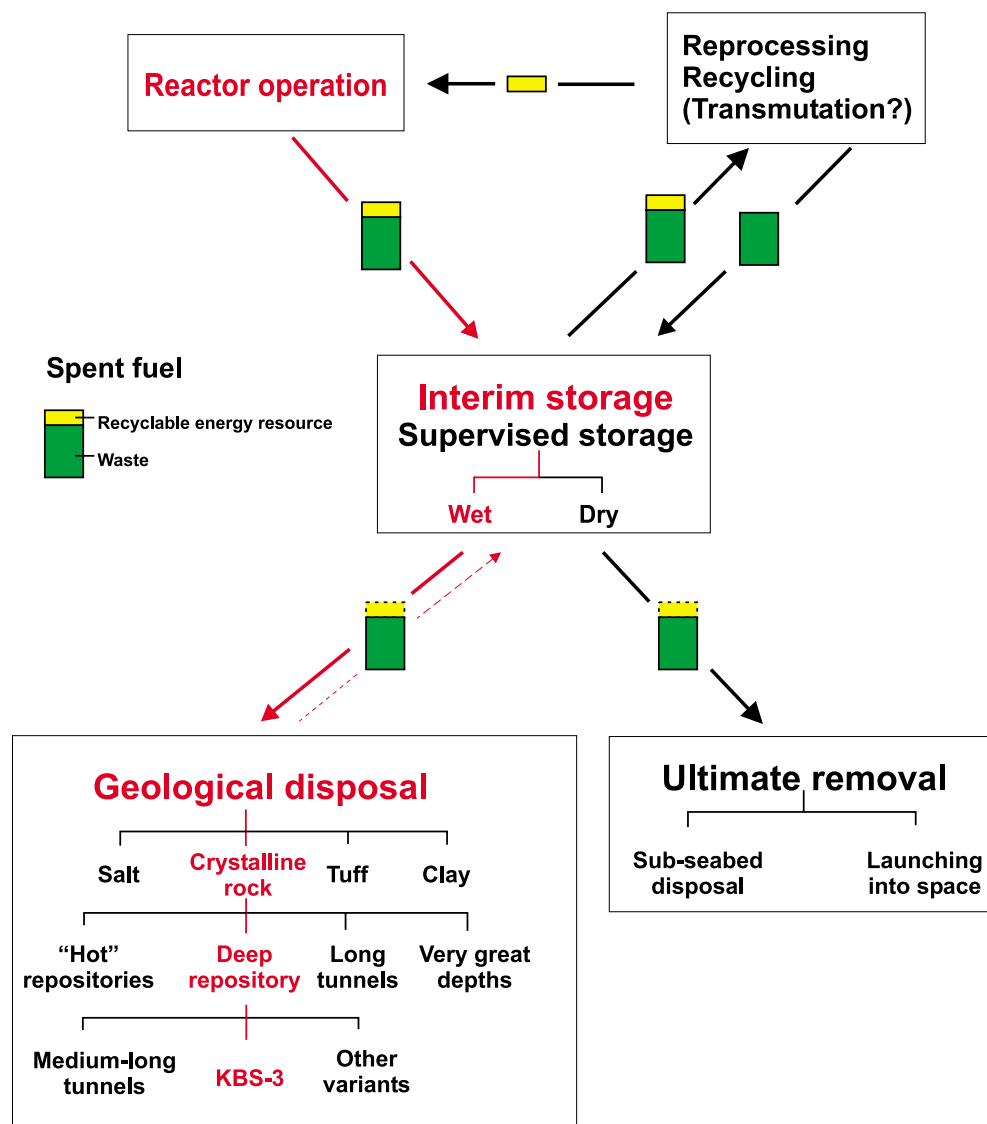 Reactor operation
Reprocessing
Recycling
(Transmutation?)
Spent fuel
Recyclable energy resource
Waste
Interim storage
Supervised storage
Wet
Dry
Geological disposal
Salt
Crystalline
rock
Tuff
Clay
“Hot”
repositories
Deep
repository
Long
tunnels
Very great
depths
Medium-long
tunnels
KBS-3
Other
variants
Ultimate removal
Sub-seabed
disposal
Launching
into space